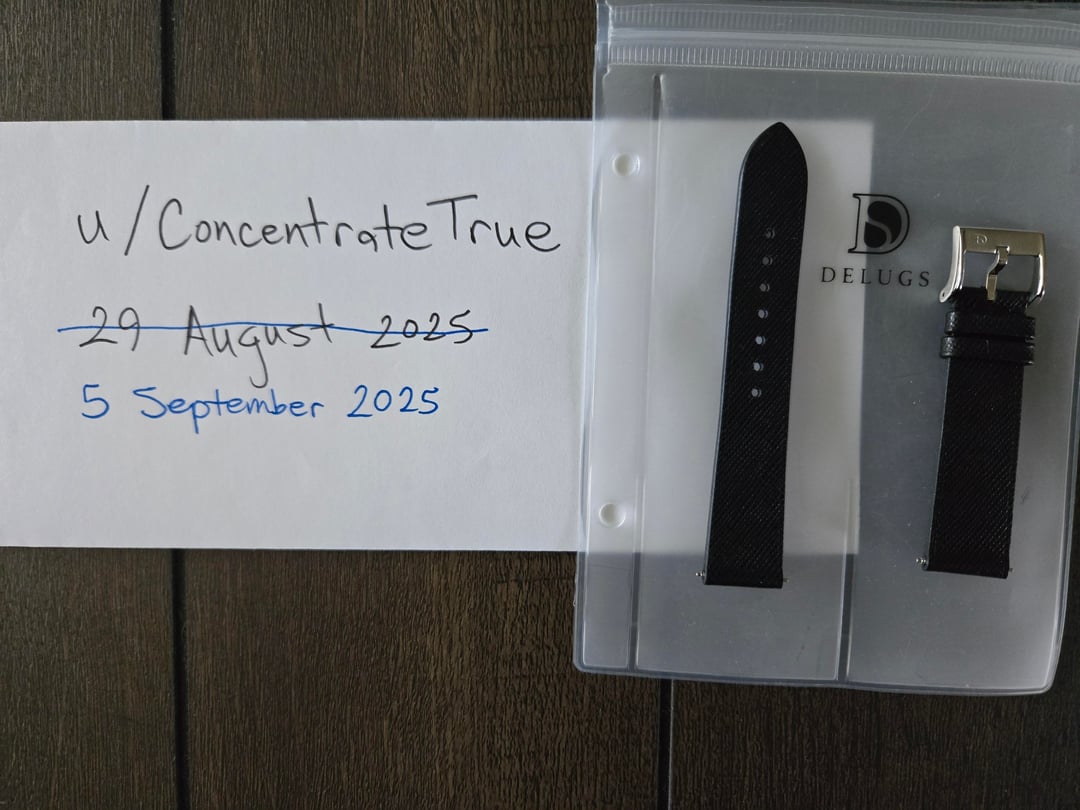 u/ConcentrateTrue
29 August 2025
5 September 2025
D
DELUGS
D